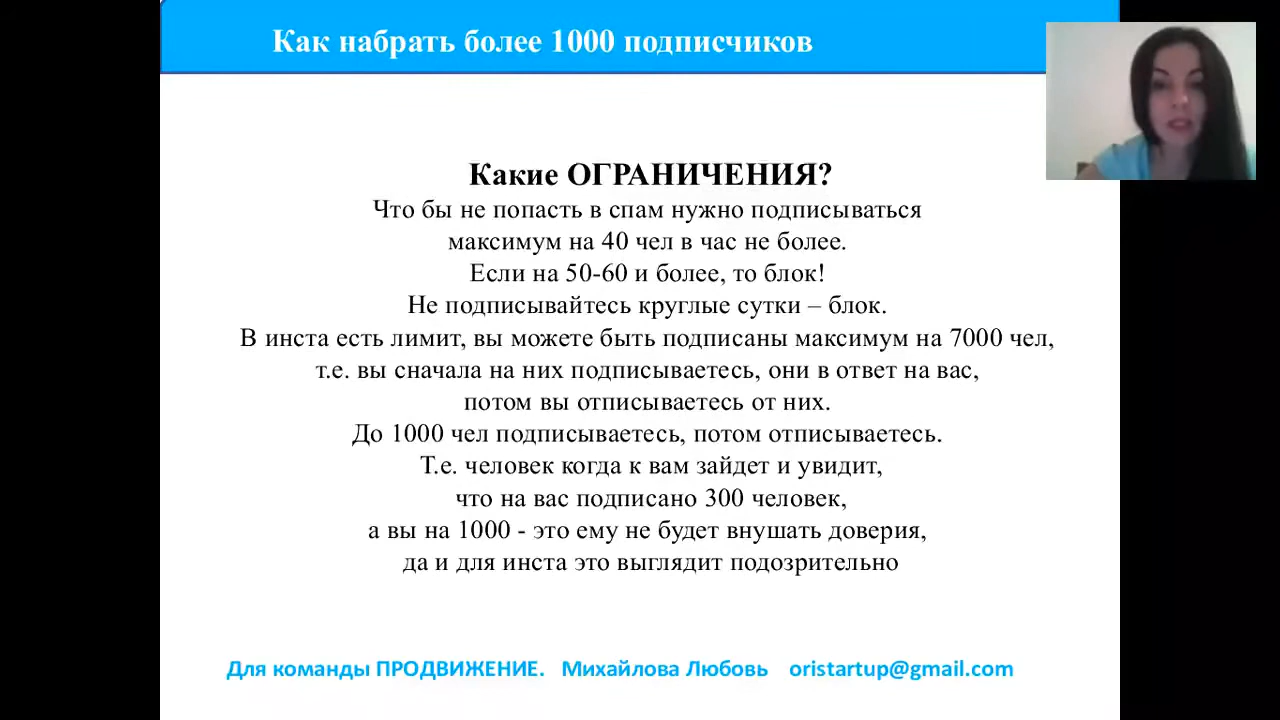 Как набрать более 1000 подписчиков
Какие ОГРАНИЧЕНИЯ?
Что бы не попасть в спам нужно подписываться
максимум на 40 чел в час не более.
Если на 50-60 и более, то блок!
Не подписывайтесь круглые сутки – блок.
В инста есть лимит, вы можете быть подписаны максимум на 7000 чел,
т.е. вы сначала на них подписываетесь, они в ответ на вас,
потом вы отписываетесь от них.
До 1000 чел подписываетесь, потом отписываетесь.
Т.е. человек когда к вам зайдет и увидит,
что на вас подписано 300 человек,
а вы на 1000 - это ему не будет внушать доверия,
да и для инста это выглядит подозрительно
Для команды ПРОДВИЖЕНИЕ. Михайлова Любовь oristartup@gmail.com